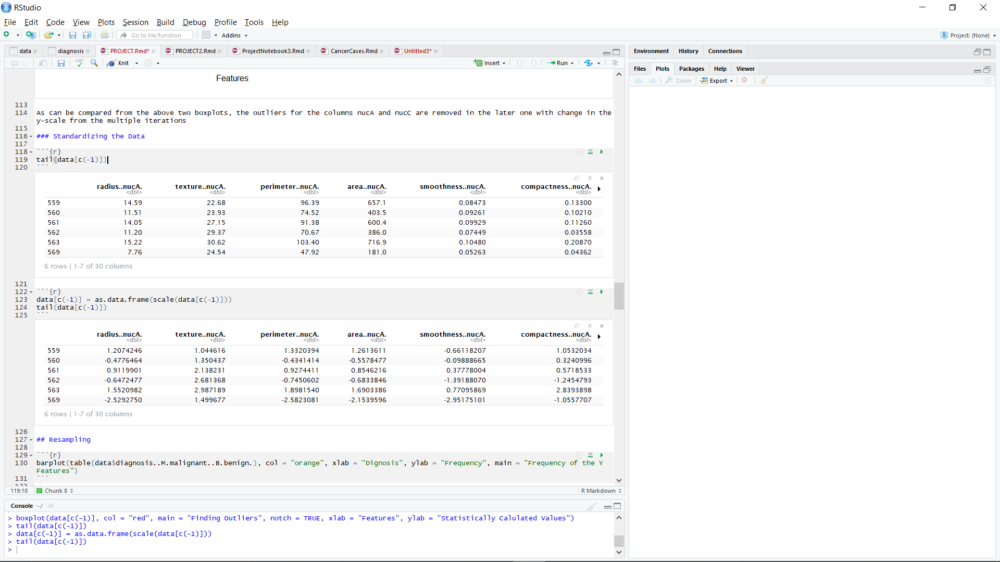 RStudio
File Edit Code View Plots Session Build Debug Profile Tools Help
Go to file/function Addins Project: (None)
data diagnosis PROJECT.Rmd* PROJECT2.Rmd ProjectNotebook3.Rmd CancerCases.Rmd Untitled3*
ABC Knit Insert Run
Features
113
114 As can be compared from the above two boxplots, the outliers for the columns nucA and nucC are removed in the later one with change in the
y-scale from the multiple iterations
115
116 ### Standardizing the Data
117
118 ```{r}
119 tail(data[c(-1)])
120 ```
radius..nucA. texture..nucA. perimeter..nucA. area..nucA. smoothness..nucA. compactness..nucA.
<dbl> <dbl> <dbl> <dbl> <dbl> <dbl>
559 14.59 22.68 96.39 657.1 0.08473 0.13300
560 11.51 23.93 74.52 403.5 0.09261 0.10210
561 14.05 27.15 91.38 600.4 0.09929 0.11260
562 11.20 29.37 70.67 386.0 0.07449 0.03558
563 15.22 30.62 103.40 716.9 0.10480 0.20870
569 7.76 24.54 47.92 181.0 0.05263 0.04362
6 rows | 1-7 of 30 columns
121
122 ```{r}
123 data[c(-1)] = as.data.frame(scale(data[c(-1)]))
124 tail(data[c(-1)])
125 ```
radius..nucA. texture..nucA. perimeter..nucA. area..nucA. smoothness..nucA. compactness..nucA.
<dbl> <dbl> <dbl> <dbl> <dbl> <dbl>
559 1.2074246 1.044616 1.3320394 1.2613611 -0.66118207 1.0532034
560 -0.4776464 1.350437 -0.4341414 -0.5578477 -0.09888665 0.3240996
561 0.9119901 2.138231 0.9274411 0.8546216 0.37778004 0.5718533
562 -0.6472477 2.681368 -0.7450602 -0.6833846 -1.39188070 -1.2454793
563 1.5520982 2.987189 1.8981540 1.6903386 0.77095869 2.8393898
569 -2.5292750 1.499677 -2.5823081 -2.1539596 -2.95175101 -1.0557707
6 rows | 1-7 of 30 columns
126
127 ## Resampling
128
129 ```{r}
130 barplot(table(data$diagnosis..M.malignant..B.benign.), col = "orange", xlab = "Dignosis", ylab = "Frequency", main = "Frequency of the Y
Features")
131 ```
132
119:18 Chunk 8 R Markdown
Console ~/
> boxplot(data[c(-1)], col = "red", main = "Finding Outliers", notch = TRUE, xlab = "Features", ylab = "Statistically Calulated Values")
> tail(data[c(-1)])
> data[c(-1)] = as.data.frame(scale(data[c(-1)]))
> tail(data[c(-1)])
>
Environment History Connections
Files Plots Packages Help Viewer
Zoom Export